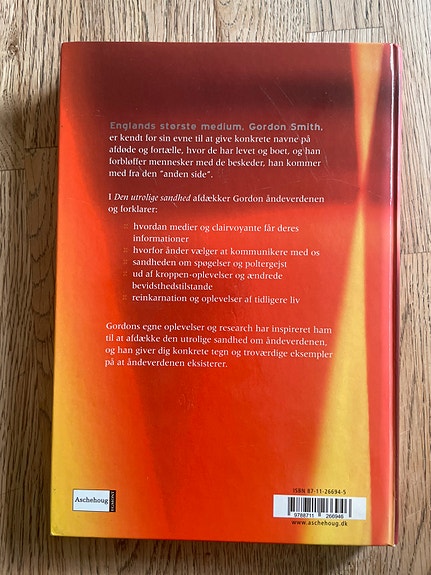 Englands største medium, Gordon Smith,
er kendt for sin evne til at give konkrete navne på
afdøde og fortælle, hvor de har levet og boet, og han
forbløffer mennesker med de beskeder, han kommer
med fra den "anden side".
I Den utrolige sandhed afdækker Gordon åndeverdenen
og forklarer:
hvordan medier og clairvoyante får deres
informationer
hvorfor ånder vælger at kommunikere med os
sandheden om spøgelser og poltergejst
ud af kroppen-oplevelser og ændrede
bevidsthedstilstande
reinkarnation og oplevelser af tidligere liv
Gordons egne oplevelser og research har inspireret ham
til at afdække den utrolige sandhed om åndeverdenen,
og han giver dig konkrete tegn og troværdige eksempler
på at åndeverdenen eksisterer.
Aschehoug
EGMONT
ISBN 87-11-26694-5
9788711 266946
www.aschehoug.dk